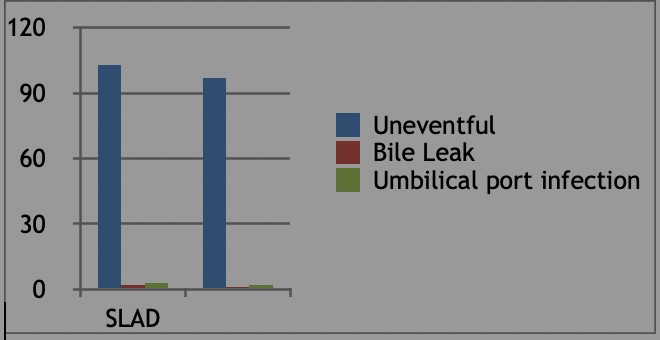 120
90
60
30
0
SLAD
Uneventful
Bile Leak
Umbilical port infection